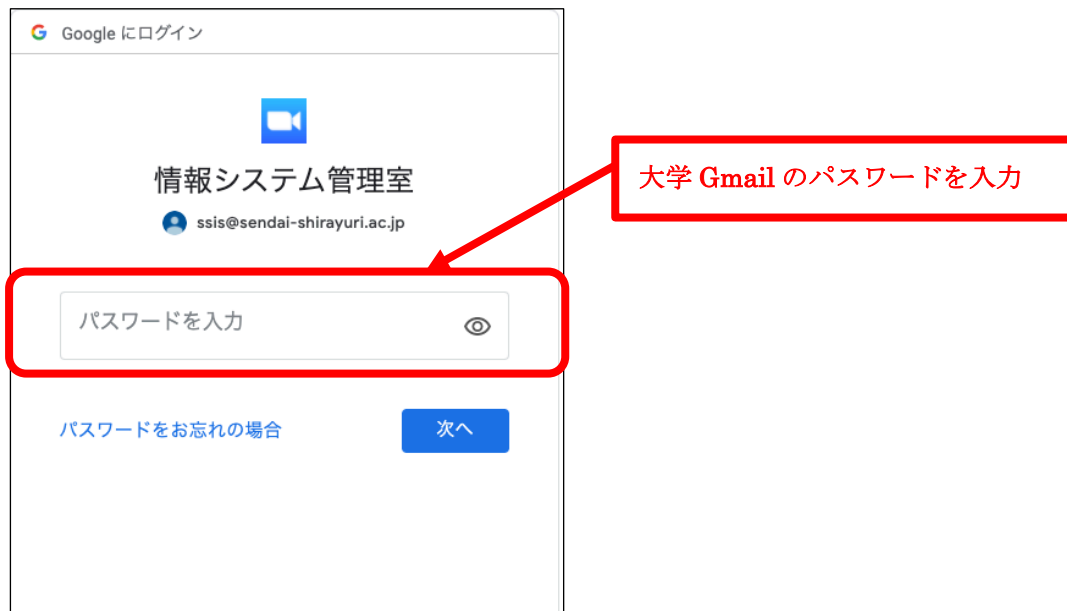 Google にログイン
情報システム管理室
ssis@sendai-shirayuri.ac.jp
大学 Gmail のパスワードを入力
パスワードを入力
パスワードをお忘れの場合
次へ